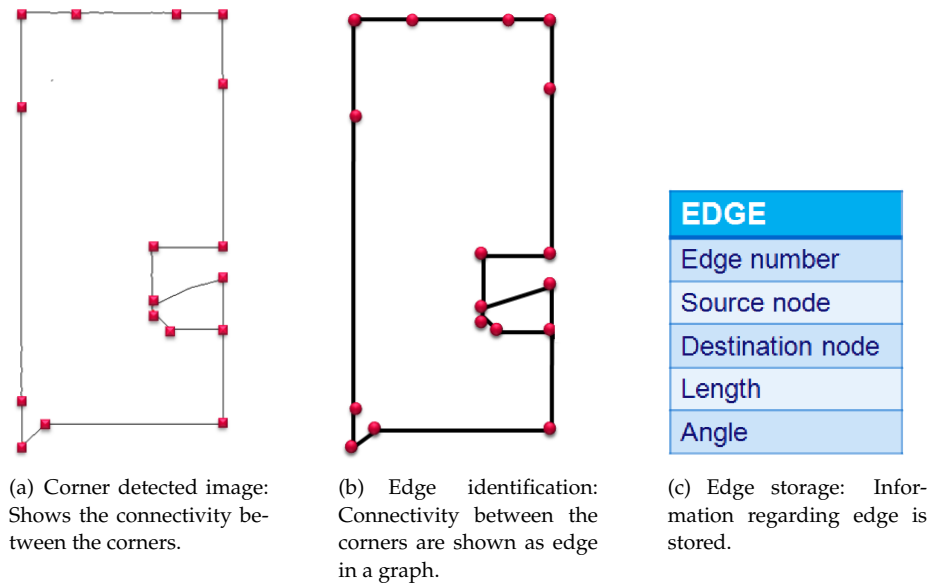 EDGE
Edge number
Source node
Destination node
Length
Angle
(a) Corner detected image:
Shows the connectivity be-
tween the corners.
(b) Edge identification:
Connectivity between the
corners are shown as edge
in a graph.
(c) Edge storage: Infor-
mation regarding edge is
stored.